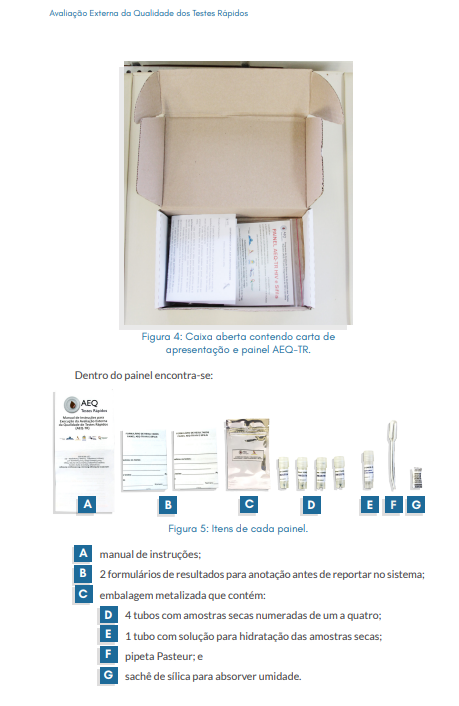 Avaliação Externa da Qualidade dos Testes Rápidos
Figura 4: Caixa aberta contendo carta de
apresentação e painel AEQ-TR.
Dentro do painel encontra-se:
AEQ
Testes Rápidos
Manual de Instruções para
Execução da Avaliação Externa
da Qualidade de Testes Rápidos
(AEQ-TR)
A
B
C
D
E
F
G
Figura 5: Itens de cada painel.
A manual de instruções;
B 2 formulários de resultados para anotação antes de reportar no sistema;
C embalagem metalizada que contém:
D 4 tubos com amostras secas numeradas de um a quatro;
E 1 tubo com solução para hidratação das amostras secas;
F pipeta Pasteur; e
G sachê de sílica para absorver umidade.